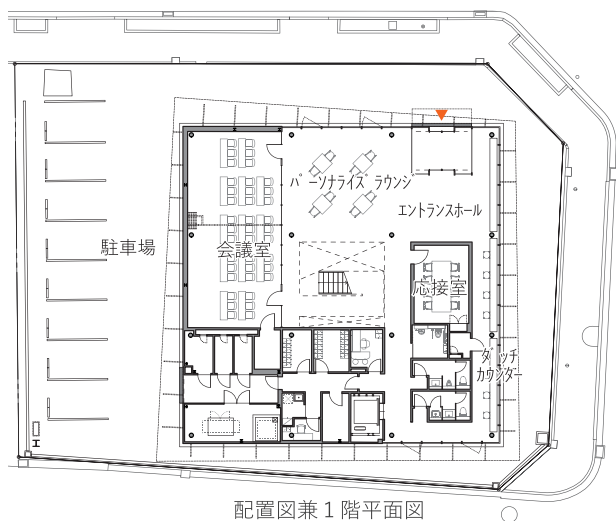 パーソナライズラウンジ
エントランスホール
駐車場
会議室
応接室
タッチ
カウンター
配置図兼1階平面図